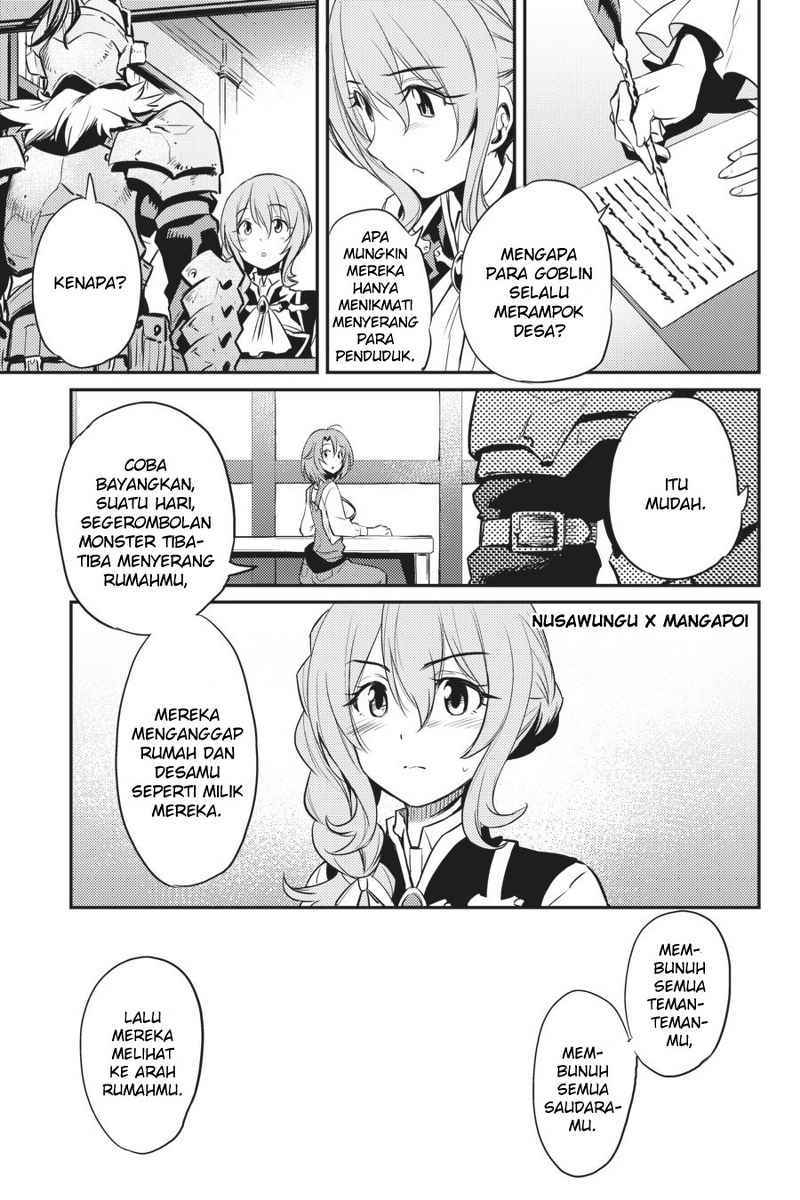 MENGAPA
PARA GOBLIN
SELALU
MERAMPOK
DESA?
APA
MUNGKIN
MEREKA
HANYA
MENIKMATI
MENYERANG
PARA
PENDUDUK.
KENAPA?
ITU
MUDAH.
COBA
BAYANGKAN,
SUATU HARI,
SEGEROMBOLAN
MONSTER TIBA-
TIBA MENYERANG
RUMAHMU,
NUSAWUNGU X MANGAPOI
MEREKA
MENGANGGAP
RUMAH DAN
DESAMU
SEPERTI MILIK
MEREKA.
MEM-
BUNUH
SEMUA
TEMAN-
TEMAN-
MU,
MEM-
BUNUH
SEMUA
SAUDARA-
MU.
LALU
MEREKA
MELIHAT
KE ARAH
RUMAHMU.